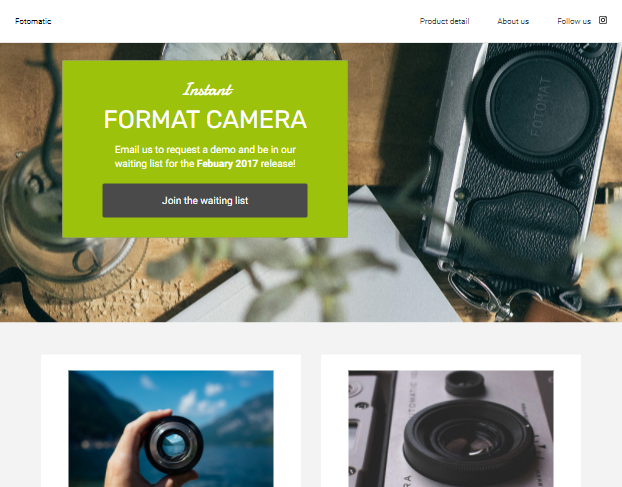 Fotomatic
Product detail
About us
Follow us
Instant
FORMAT CAMERA
Email us to request a demo and be in our
waiting list for the Febuary 2017 release!
Join the waiting list
FOTOMAT
FOTOMAT